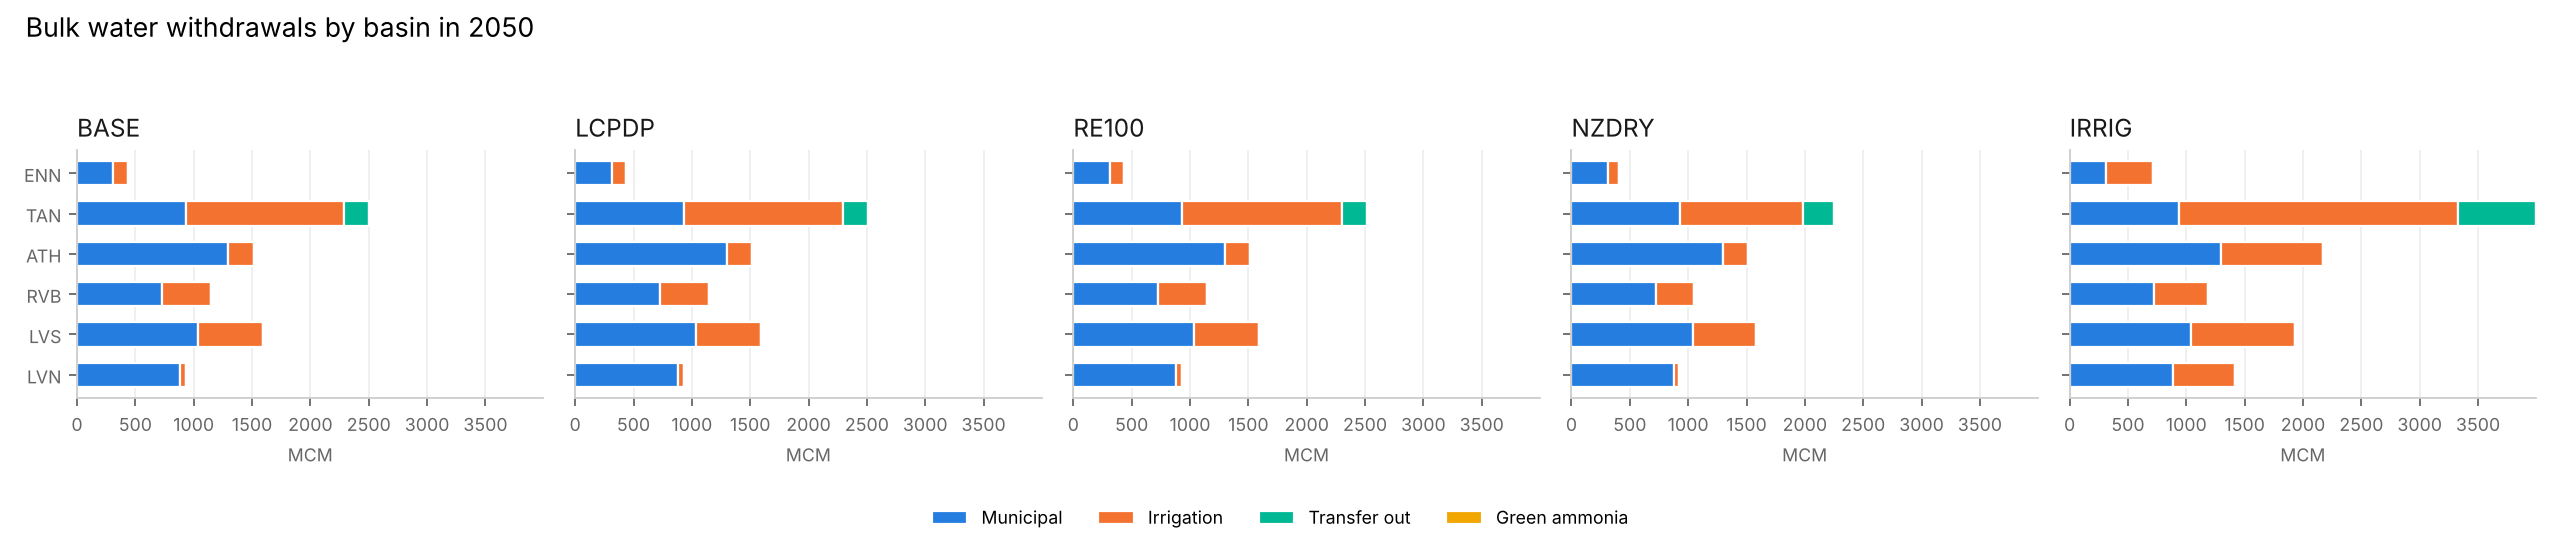 Bulk water withdrawals by basin in 2050
BASE
LCPDP
RE100
NZDRY
IRRIG
ENN
TAN
ATH
RVB
LVS
LVN
0 500 1000 1500 2000 2500 3000 3500
0 500 1000 1500 2000 2500 3000 3500
0 500 1000 1500 2000 2500 3000 3500
0 500 1000 1500 2000 2500 3000 3500
0 500 1000 1500 2000 2500 3000 3500
MCM
MCM
MCM
MCM
MCM
Municipal Irrigation Transfer out Green ammonia